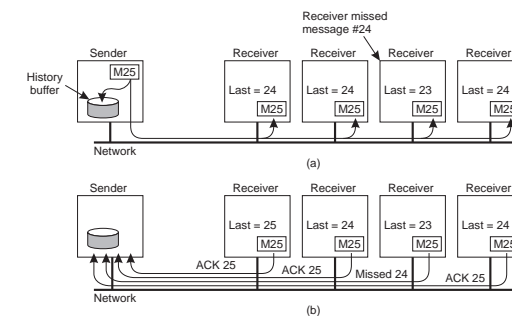 Receiver missed
message #24
Sender
Receiver
Receiver
Receiver
Receiver
M25
History
buffer
Last = 24
Last = 24
Last = 23
Last = 24
M25
M25
M25
M25
Network
(a)
Sender
Receiver
Receiver
Receiver
Receiver
Last = 25
Last = 24
Last = 23
Last = 24
M25
M25
M25
M25
ACK 25
ACK 25
Missed 24
ACK 25
Network
(b)